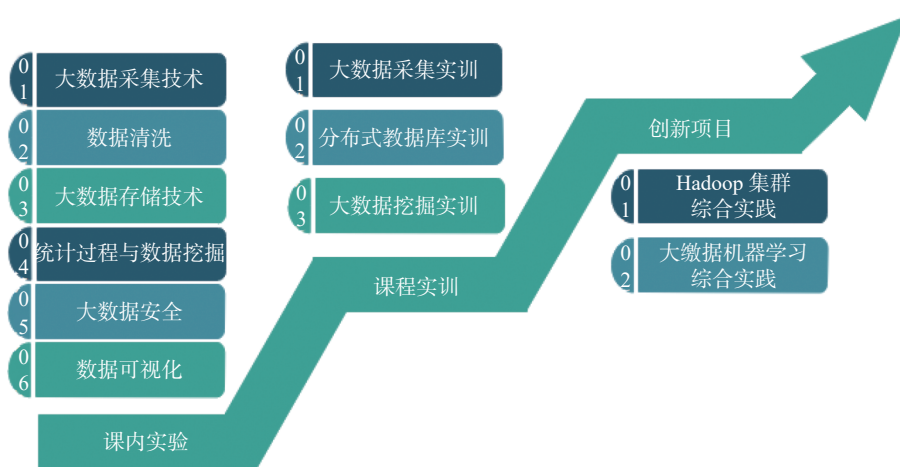 01
大数据采集技术
02
数据清洗
03
大数据存储技术
04
统计过程与数据挖掘
05
大数据安全
06
数据可视化
课内实验
01
大数据采集实训
02
分布式教据库实训
03
大数据挖掘实训
课程实训
创新项目
01
Hadoop 集群
综合实践
02
大缴据机器学习
综合实践